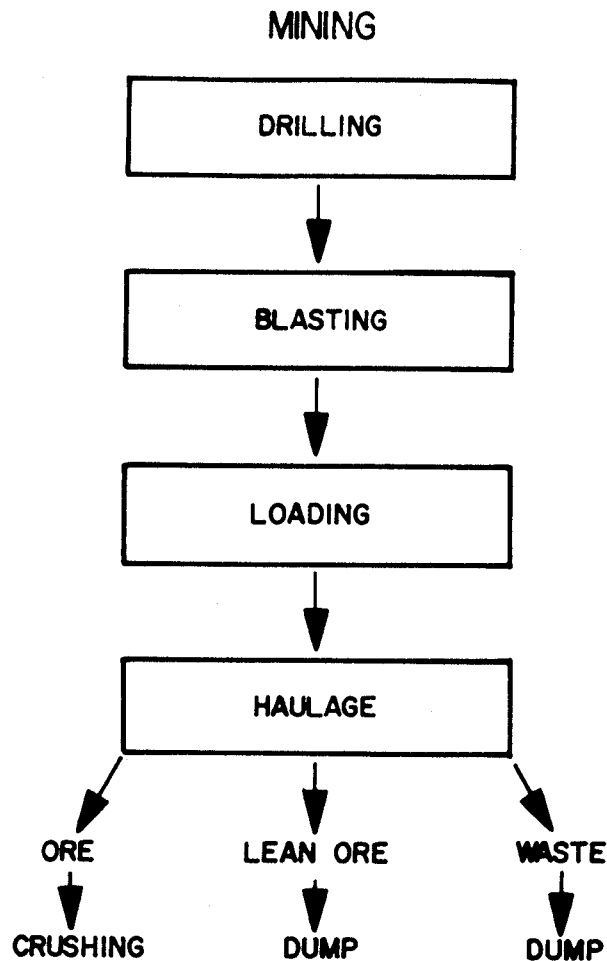 MINING
DRILLING
BLASTING
LOADING
HAULAGE
ORE LEAN ORE WASTE
CRUSHING DUMP DUMP